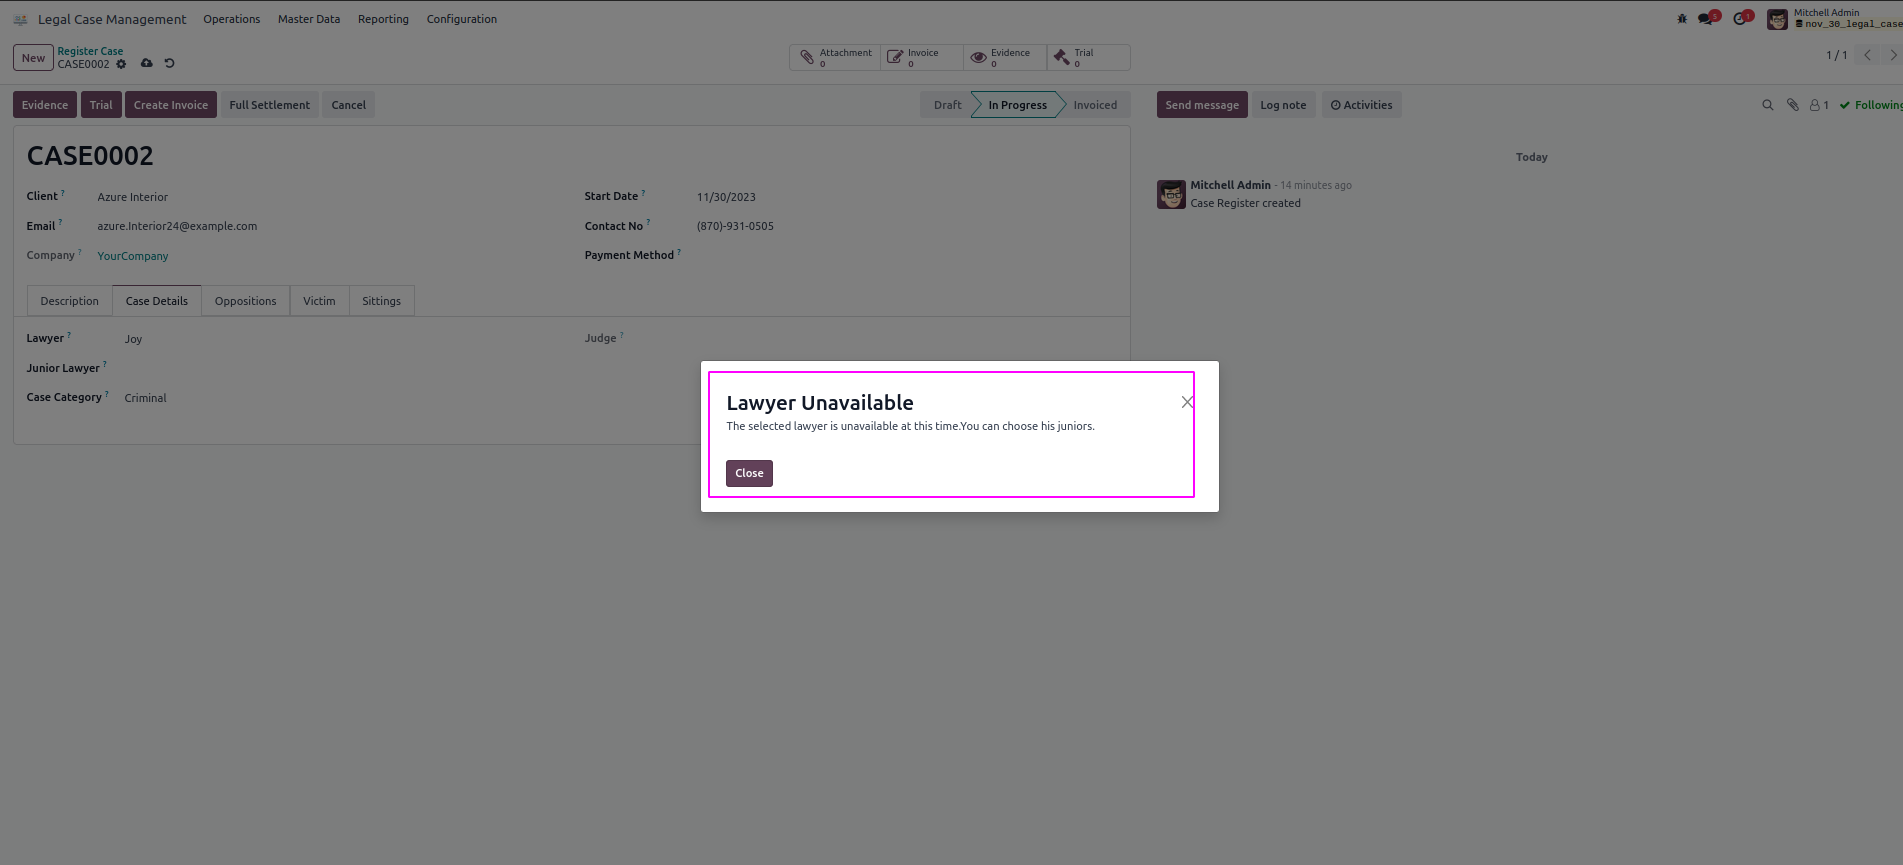 Legal Case Management Operations Master Data Reporting Configuration
5 1 Mitchell Admin
nov_30_legal_case
New Register Case
CASE0002
Attachment 0 Invoice 0 Evidence 0 Trial 0
1 / 1
Evidence Trial Create Invoice Full Settlement Cancel
Draft In Progress Invoiced
Send message Log note Activities
1 Following
CASE0002
Client ? Azure Interior
Start Date ? 11/30/2023
Email ? azure.Interior24@example.com
Contact No ? (870)-931-0505
Company ? YourCompany
Payment Method ?
Description Case Details Oppositions Victim Sittings
Lawyer ? Joy
Judge ?
Junior Lawyer ?
Case Category ? Criminal
Today
Mitchell Admin - 14 minutes ago
Case Register created
Lawyer Unavailable
The selected lawyer is unavailable at this time.You can choose his juniors.
Close